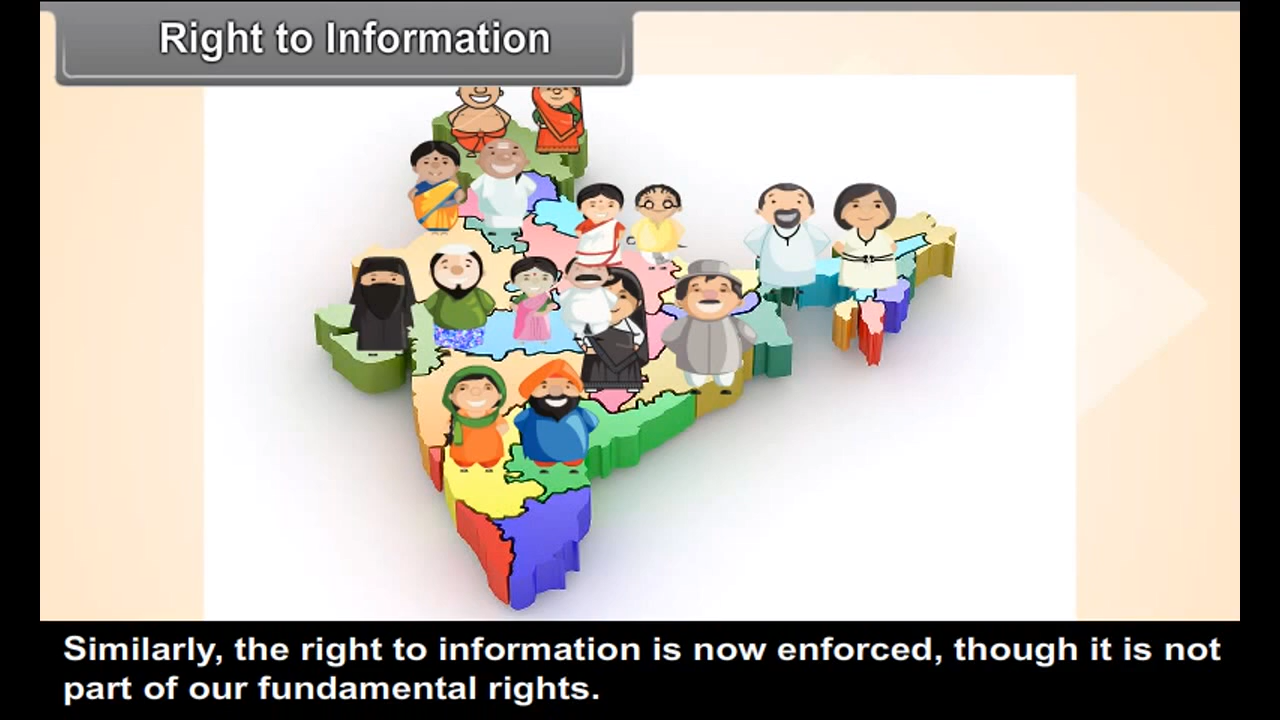 Right to Information
Similarly, the right to information is now enforced, though it is not
part of our fundamental rights.